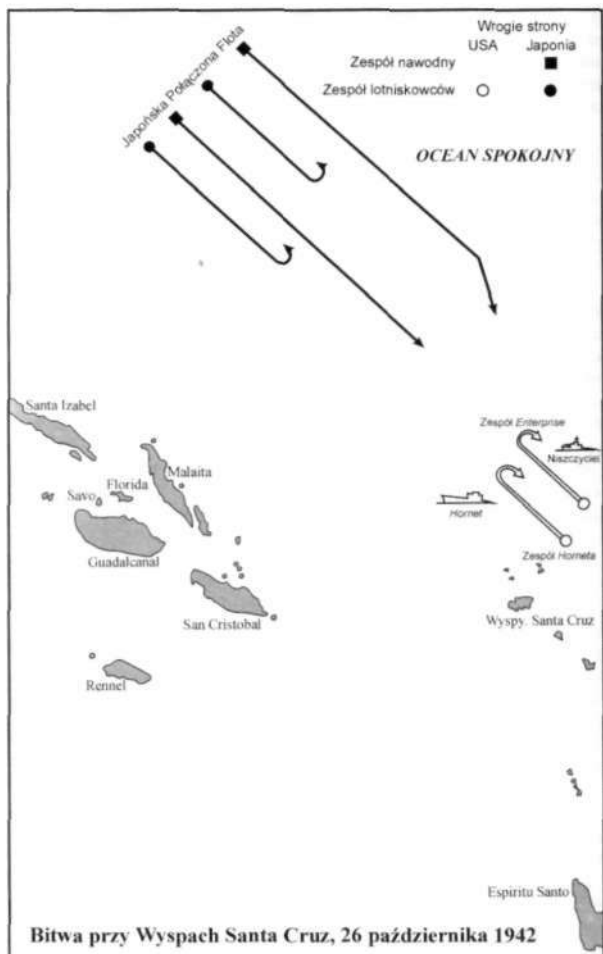 Wrogie strony
USA Japonia
Zespół nawodny
Zespół lotniskowców
Japońska Połączona Flota
OCEAN SPOKOJNY
Santa Izabel
Zespół Enterprise
Niszczyciel
Malaita
Florida
Savo
Hornet
Guadalcanal
Zespół Horneta
San Cristobal
Wyspy. Santa Cruz
Rennel
Espiritu Santo
Bitwa przy Wyspach Santa Cruz, 26 października 1942